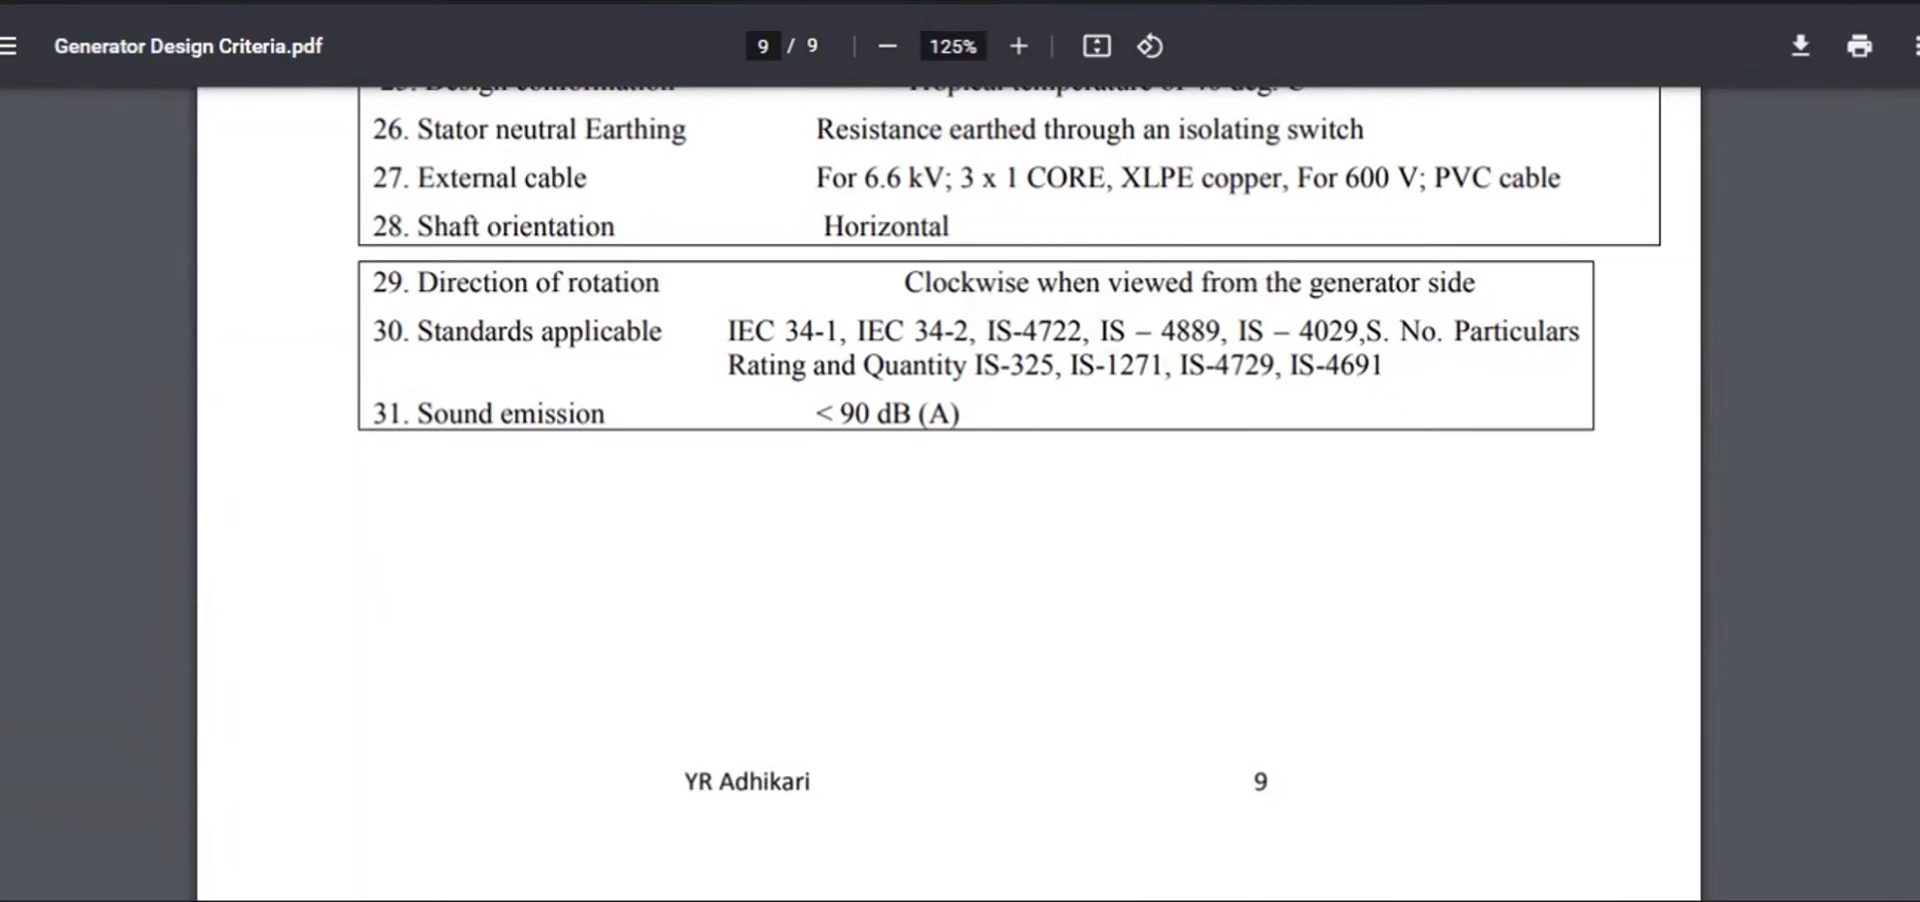 Generator Design Criteria.pdf 9 / 9 125%
26. Stator neutral Earthing Resistance earthed through an isolating switch
27. External cable For 6.6 kV; 3 x 1 CORE, XLPE copper, For 600 V; PVC cable
28. Shaft orientation Horizontal
29. Direction of rotation Clockwise when viewed from the generator side
30. Standards applicable IEC 34-1, IEC 34-2, IS-4722, IS – 4889, IS – 4029,S. No. Particulars
Rating and Quantity IS-325, IS-1271, IS-4729, IS-4691
31. Sound emission < 90 dB (A)
YR Adhikari 9